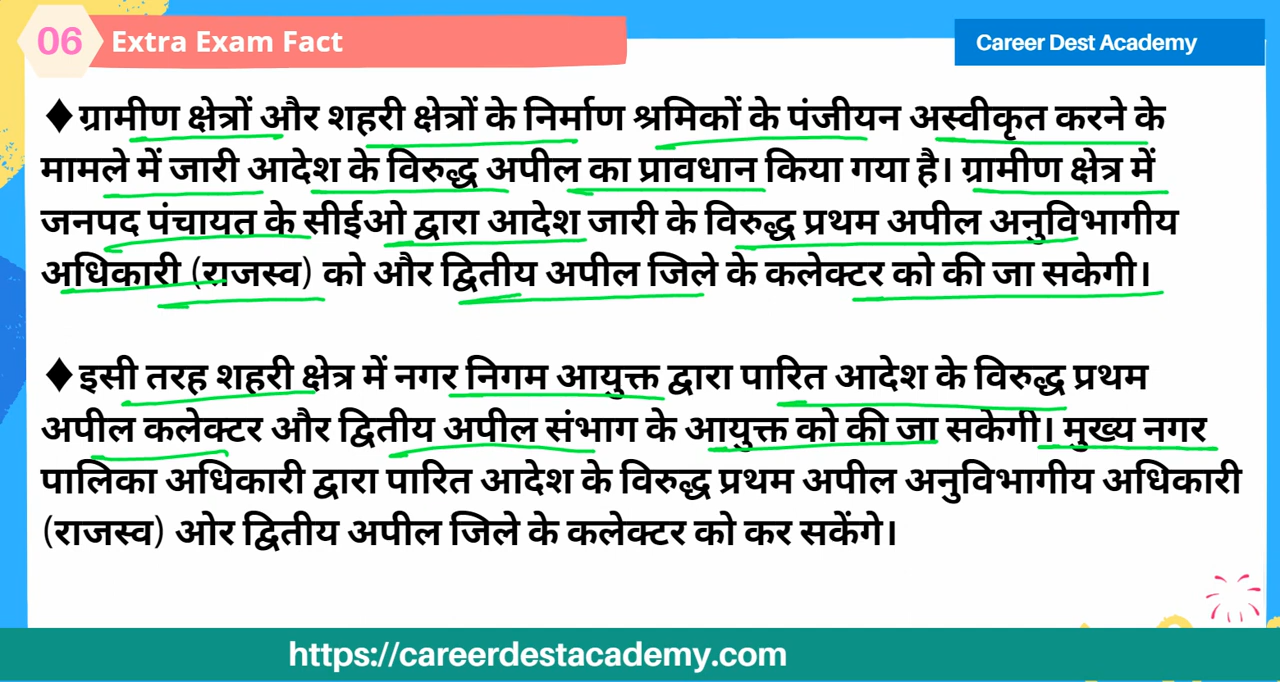 06 Extra Exam Fact
Career Dest Academy
♦ग्रामीण क्षेत्रों और शहरी क्षेत्रों के निर्माण श्रमिकों के पंजीयन अस्वीकृत करने के
मामले में जारी आदेश के विरुद्ध अपील का प्रावधान किया गया है। ग्रामीण क्षेत्र में
जनपद पंचायत के सीईओ द्वारा आदेश जारी के विरुद्ध प्रथम अपील अनुविभागीय
अधिकारी (राजस्व) को और द्वितीय अपील जिले के कलेक्टर को की जा सकेगी।
♦इसी तरह शहरी क्षेत्र में नगर निगम आयुक्त द्वारा पारित आदेश के विरुद्ध प्रथम
अपील कलेक्टर और द्वितीय अपील संभाग के आयुक्त को की जा सकेगी। मुख्य नगर
पालिका अधिकारी द्वारा पारित आदेश के विरुद्ध प्रथम अपील अनुविभागीय अधिकारी
(राजस्व) ओर द्वितीय अपील जिले के कलेक्टर को कर सकेंगे।
https://careerdestacademy.com